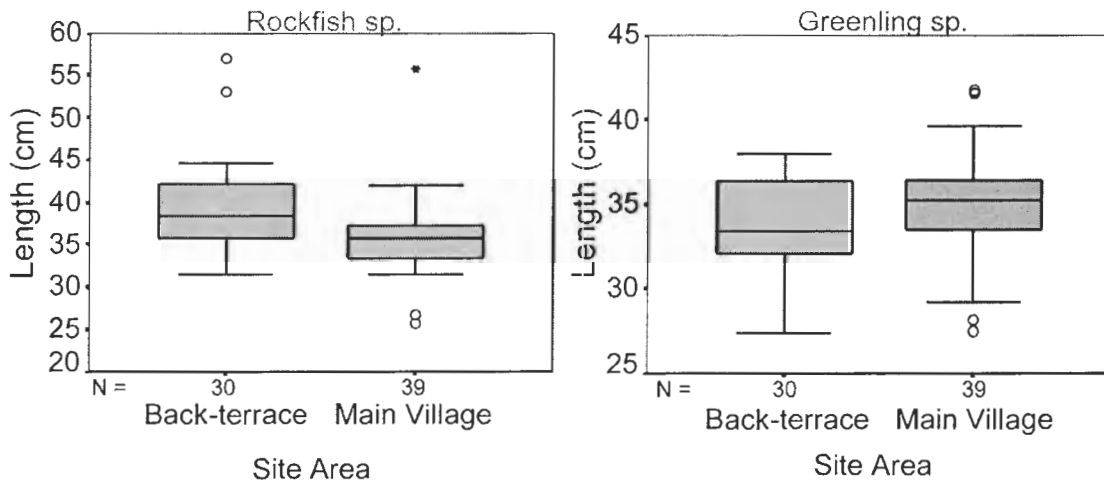 Rockfish sp.
Length (cm)
60
55
50
45
40
35
30
25
20
N =
30
39
Back-terrace
Main Village
Site Area
Greenling sp.
Length (cm)
45
40
35
30
25
N =
30
39
Back-terrace
Main Village
Site Area